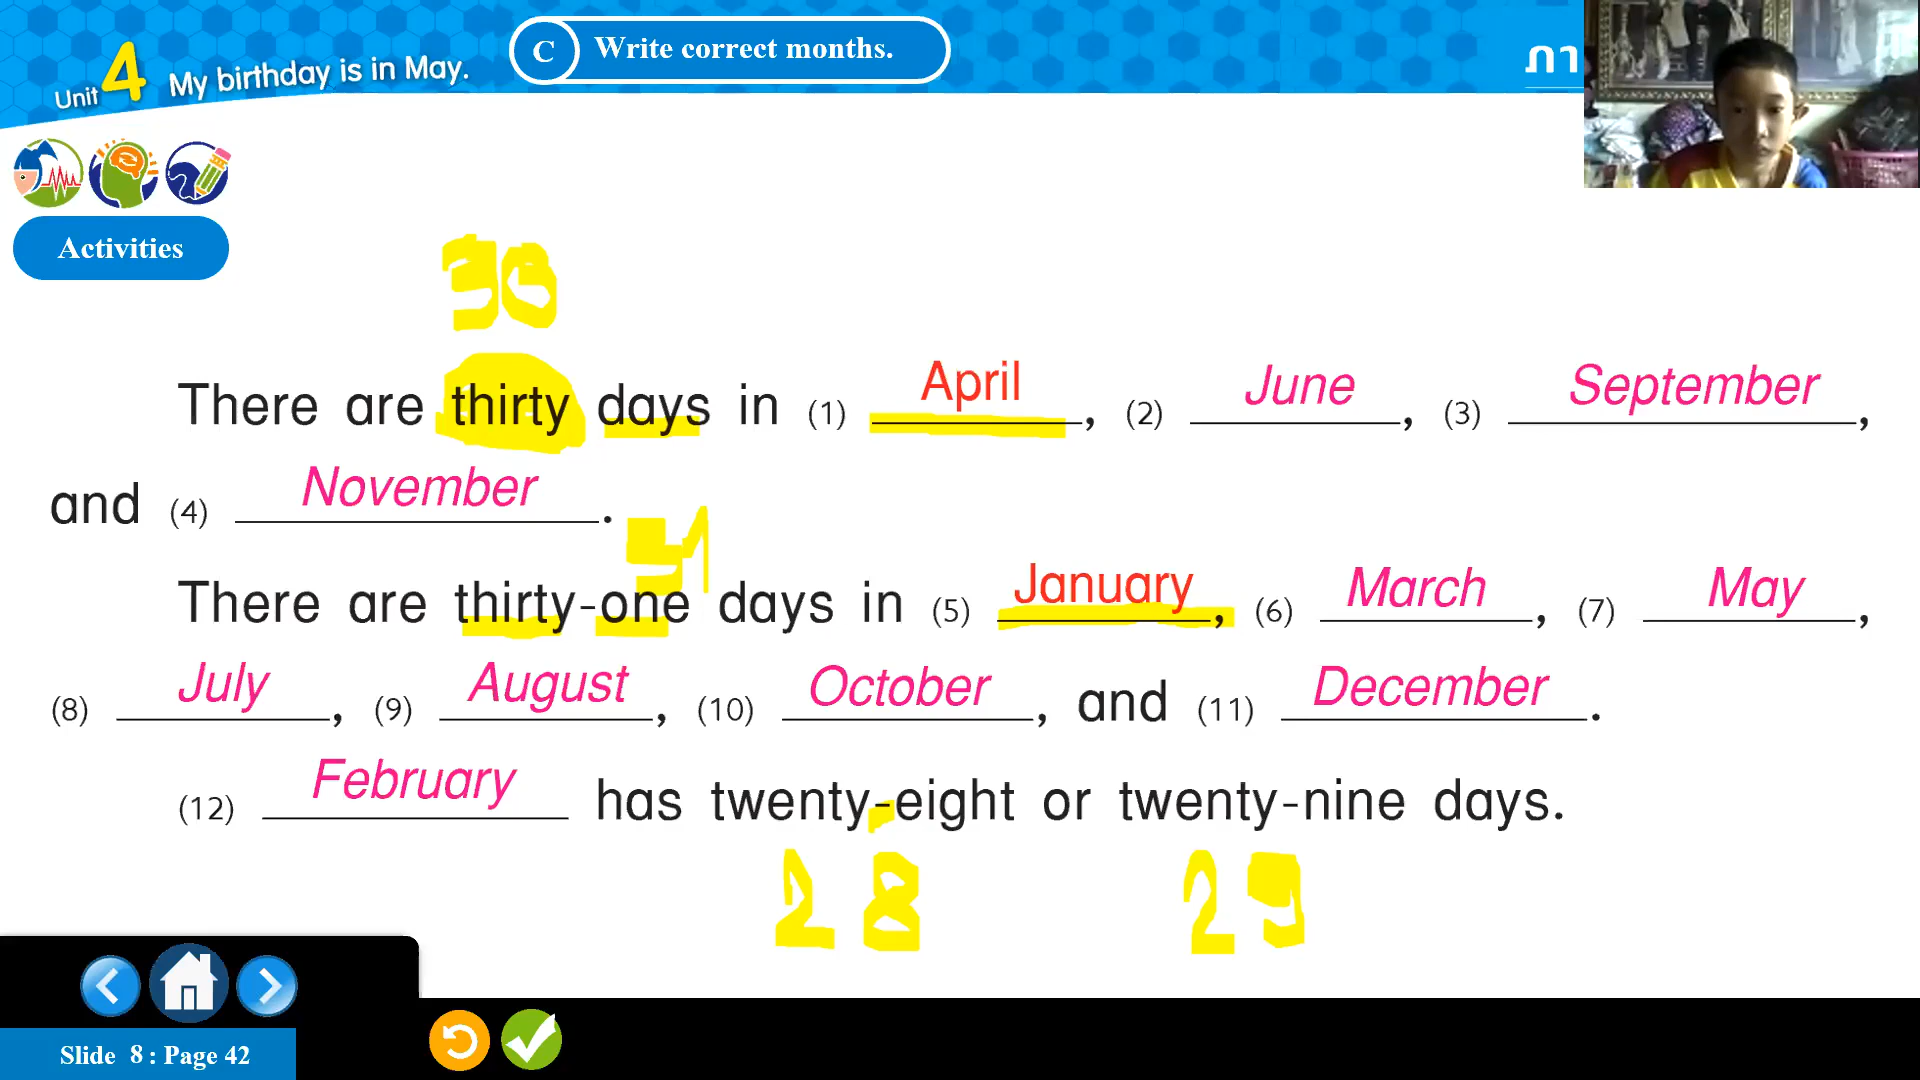 Unit 4 My birthday is in May.
C Write correct months.
ภา
Activities
30
There are thirty days in (1) April, (2) June, (3) September,
and (4) November.
31
There are thirty-one days in (5) January, (6) March, (7) May,
(8) July, (9) August, (10) October, and (11) December.
(12) February has twenty-eight or twenty-nine days.
28 29
Slide 8 : Page 42